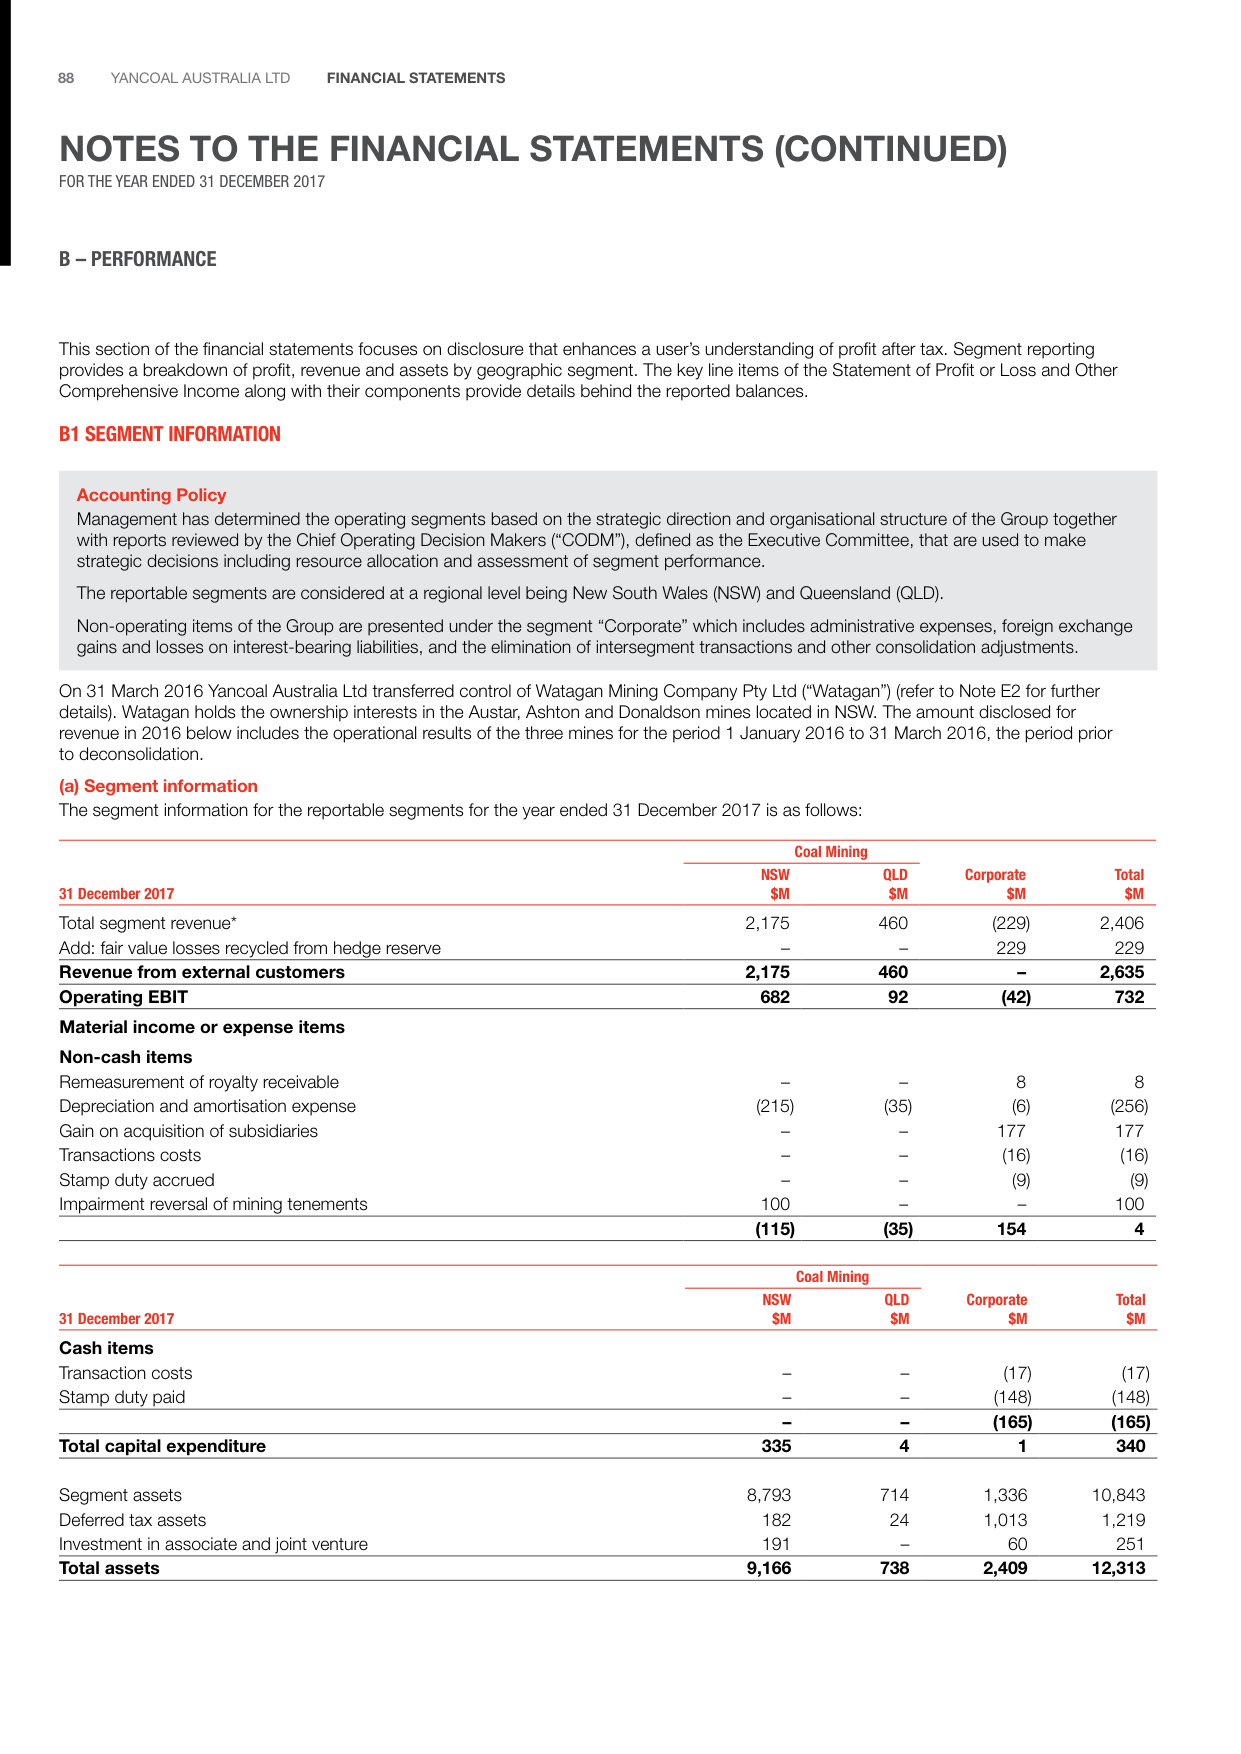 88 YANCOAL AUSTRALIA LTD FINANCIAL STATEMENTS
NOTES TO THE FINANCIAL STATEMENTS (CONTINUED)
FOR THE YEAR ENDED 31 DECEMBER 2017
B – PERFORMANCE
This section of the financial statements focuses on disclosure that enhances a user’s understanding of profit after tax. Segment reporting
provides a breakdown of profit, revenue and assets by geographic segment. The key line items of the Statement of Profit or Loss and Other
Comprehensive Income along with their components provide details behind the reported balances.
B1 SEGMENT INFORMATION
Accounting Policy
Management has determined the operating segments based on the strategic direction and organisational structure of the Group together
with reports reviewed by the Chief Operating Decision Makers (“CODM”), defined as the Executive Committee, that are used to make
strategic decisions including resource allocation and assessment of segment performance.
The reportable segments are considered at a regional level being New South Wales (NSW) and Queensland (QLD).
Non-operating items of the Group are presented under the segment “Corporate” which includes administrative expenses, foreign exchange
gains and losses on interest-bearing liabilities, and the elimination of intersegment transactions and other consolidation adjustments.
On 31 March 2016 Yancoal Australia Ltd transferred control of Watagan Mining Company Pty Ltd (“Watagan”) (refer to Note E2 for further
details). Watagan holds the ownership interests in the Austar, Ashton and Donaldson mines located in NSW. The amount disclosed for
revenue in 2016 below includes the operational results of the three mines for the period 1 January 2016 to 31 March 2016, the period prior
to deconsolidation.
(a) Segment information
The segment information for the reportable segments for the year ended 31 December 2017 is as follows:
Coal Mining
NSW QLD Corporate Total
31 December 2017 $M $M $M $M
Total segment revenue* 2,175 460 (229) 2,406
Add: fair value losses recycled from hedge reserve – – 229 229
Revenue from external customers 2,175 460 – 2,635
Operating EBIT 682 92 (42) 732
Material income or expense items
Non-cash items
Remeasurement of royalty receivable – – 8 8
Depreciation and amortisation expense (215) (35) (6) (256)
Gain on acquisition of subsidiaries – – 177 177
Transactions costs – – (16) (16)
Stamp duty accrued – – (9) (9)
Impairment reversal of mining tenements 100 – – 100
(115) (35) 154 4
Coal Mining
NSW QLD Corporate Total
31 December 2017 $M $M $M $M
Cash items
Transaction costs – – (17) (17)
Stamp duty paid – – (148) (148)
– – (165) (165)
Total capital expenditure 335 4 1 340
Segment assets 8,793 714 1,336 10,843
Deferred tax assets 182 24 1,013 1,219
Investment in associate and joint venture 191 – 60 251
Total assets 9,166 738 2,409 12,313